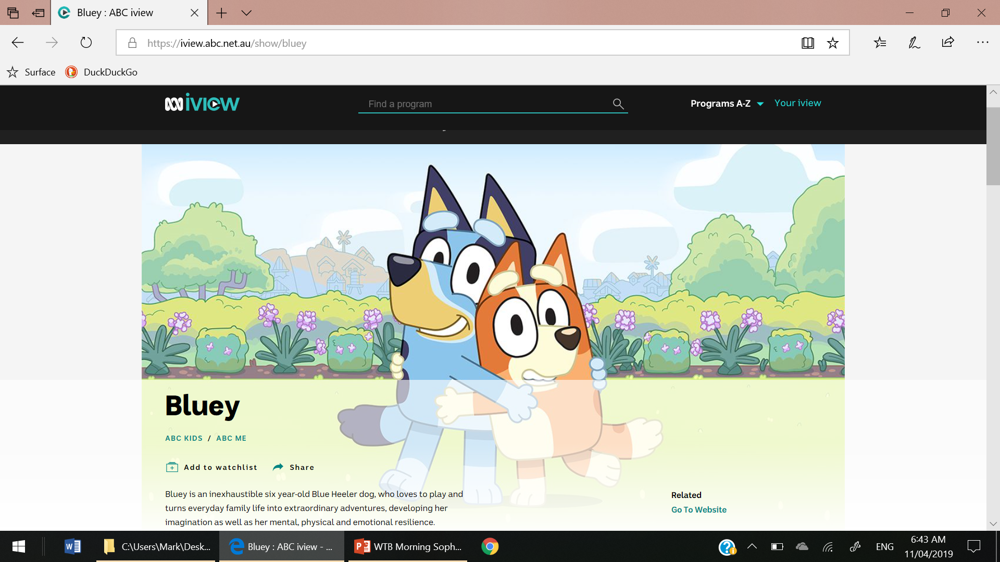 Bluey : ABC iview
https://iview.abc.net.au/show/bluey
Surface DuckDuckGo
iview Find a program Programs A-Z Your iview
Bluey
ABC KIDS / ABC ME
Add to watchlist Share
Bluey is an inexhaustible six year-old Blue Heeler dog, who loves to play and
turns everyday family life into extraordinary adventures, developing her
imagination as well as her mental, physical and emotional resilience.
Related
Go To Website
C:\Users\Mark\Desk... Bluey : ABC iview - ... WTB Morning Soph... ENG
6:43 AM
11/04/2019